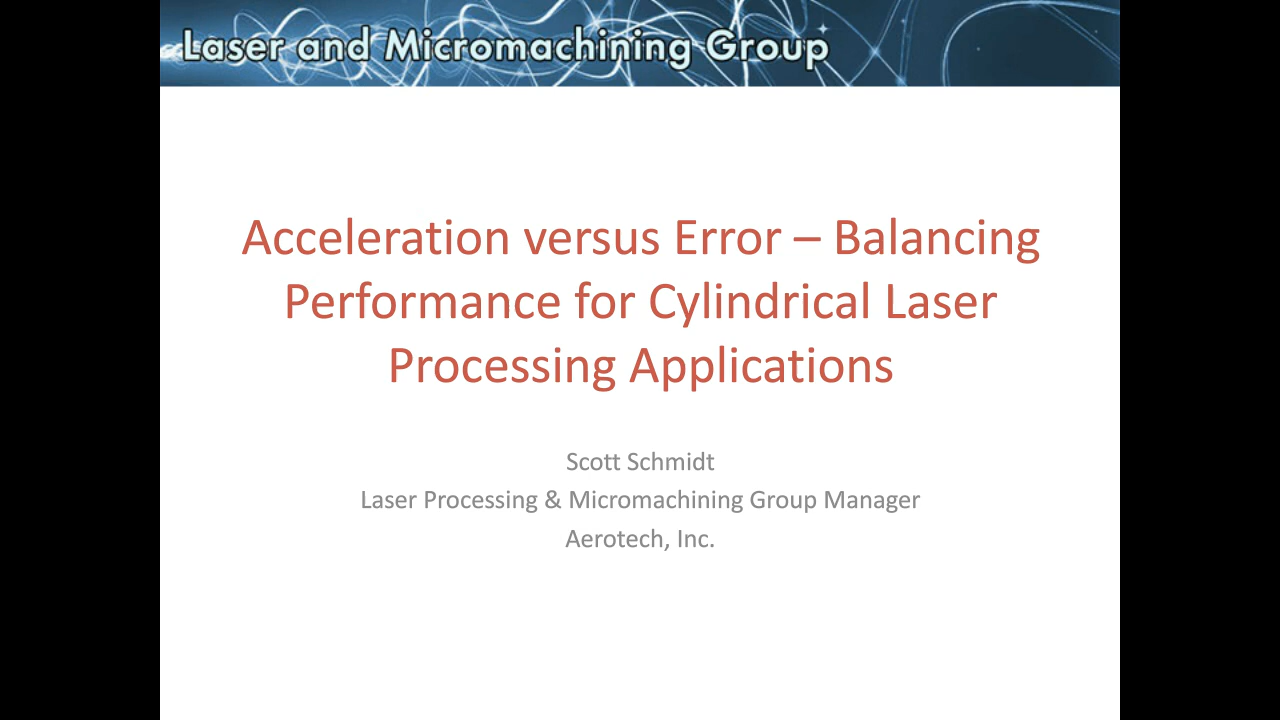 Laser and Micromachining Group
Acceleration versus Error – Balancing
Performance for Cylindrical Laser
Processing Applications
Scott Schmidt
Laser Processing & Micromachining Group Manager
Aerotech, Inc.